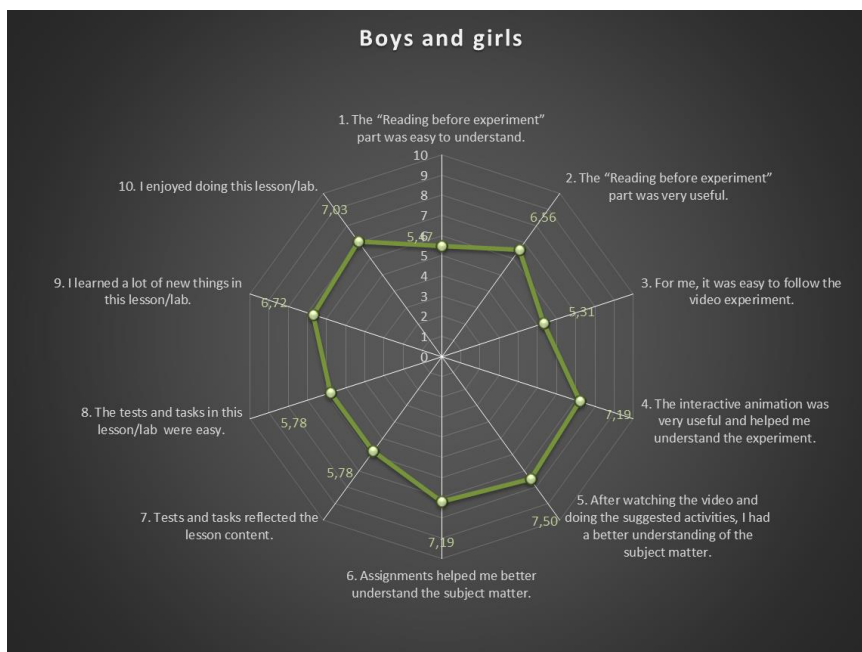 Boys and girls
1. The “Reading before experiment”
part was easy to understand.
10
9
8
7
6
5
4
3
2
1
0
5,47
2. The “Reading before experiment”
part was very useful.
6,56
3. For me, it was easy to follow the
video experiment.
5,31
4. The interactive animation was
very useful and helped me
understand the experiment.
7,19
5. After watching the video and
doing the suggested activities, I had
a better understanding of the
subject matter.
7,50
6. Assignments helped me better
understand the subject matter.
7,19
7. Tests and tasks reflected the
lesson content.
5,78
8. The tests and tasks in this
lesson/lab were easy.
5,78
9. I learned a lot of new things in
this lesson/lab.
6,72
10. I enjoyed doing this lesson/lab.
7,03